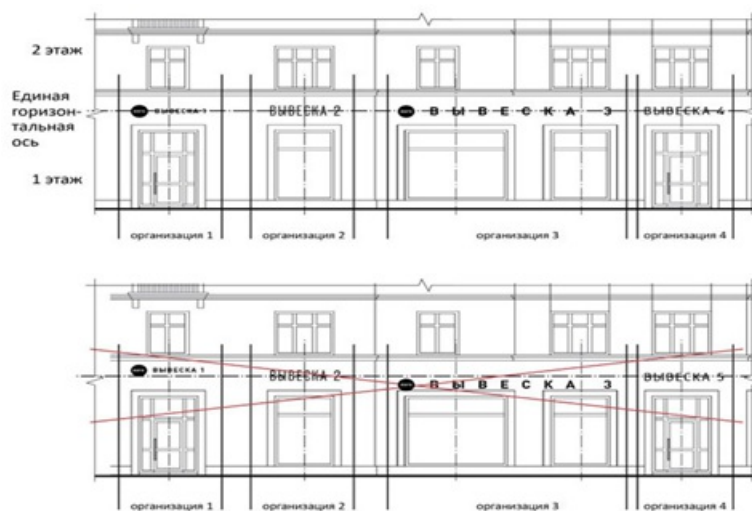 2 этаж
Единая
горизон-
тальная
ось
ВЫВЕСКА 1
ВЫВЕСКА 2
ВЫВЕСКА 3
ВЫВЕСКА 4
1 этаж
организация 1
организация 2
организация 3
организация 4
ВЫВЕСКА 1
ВЫВЕСКА 2
ВЫВЕСКА 3
ВЫВЕСКА 5
организация 1
организация 2
организация 3
организация 4